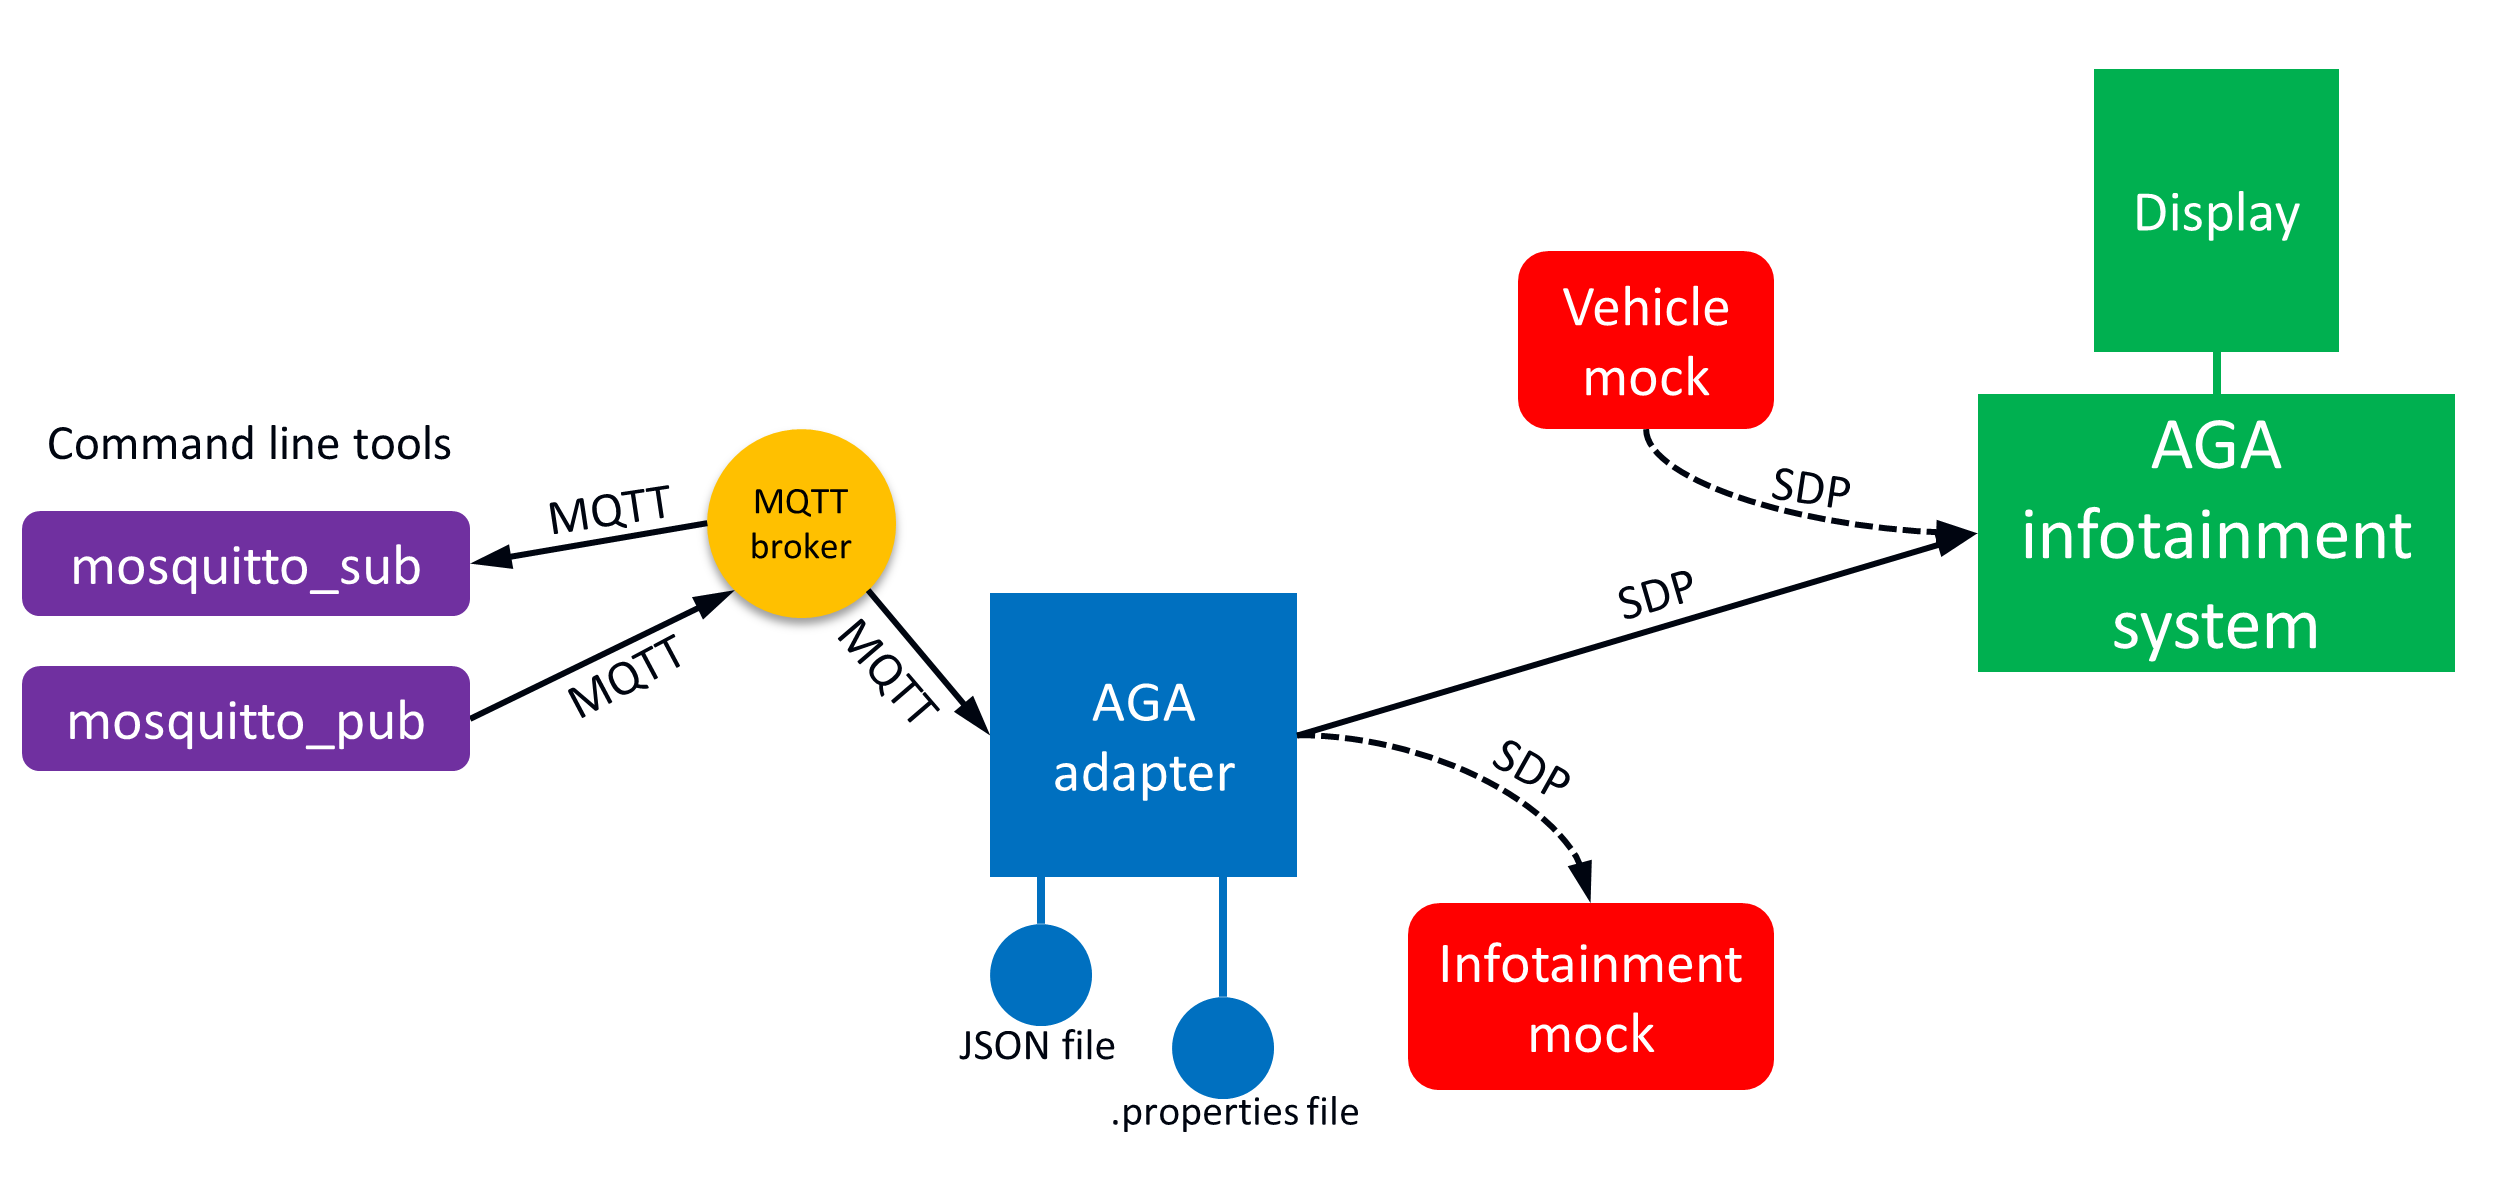 Display
Vehicle
mock
AGA
infotainment
system
SDP
SDP
Command line tools
MQTT
mosquitto_sub
MQTT
broker
MQTT
mosquitto_pub
MQTT
AGA
adapter
SDP
Infotainment
mock
JSON file
.properties file